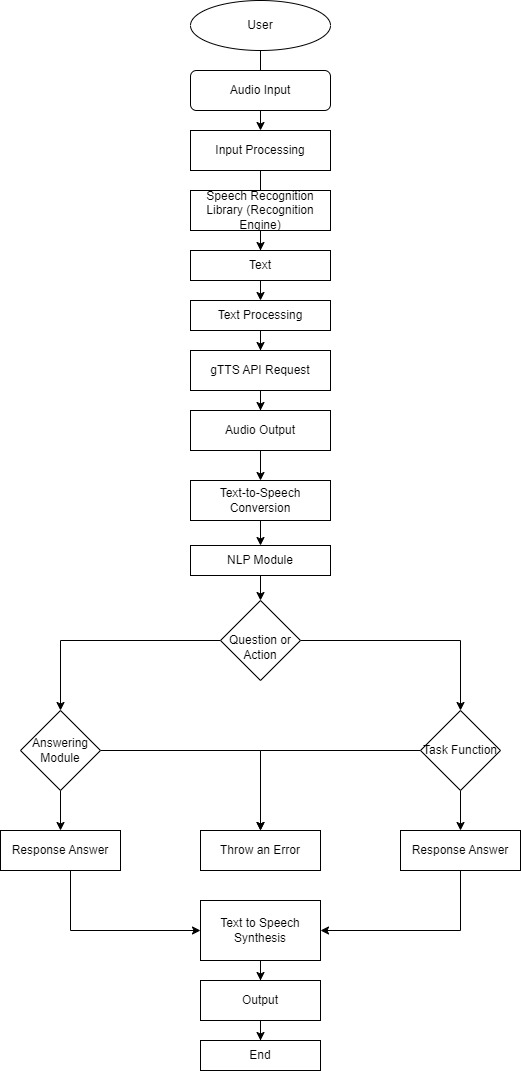 User
Audio Input
Input Processing
Speech Recognition
Library (Recognition
Engine)
Text
Text Processing
gTTS API Request
Audio Output
Text-to-Speech
Conversion
NLP Module
Question or
Action
Answering
Module
Task Function
Response Answer
Throw an Error
Response Answer
Text to Speech
Synthesis
Output
End